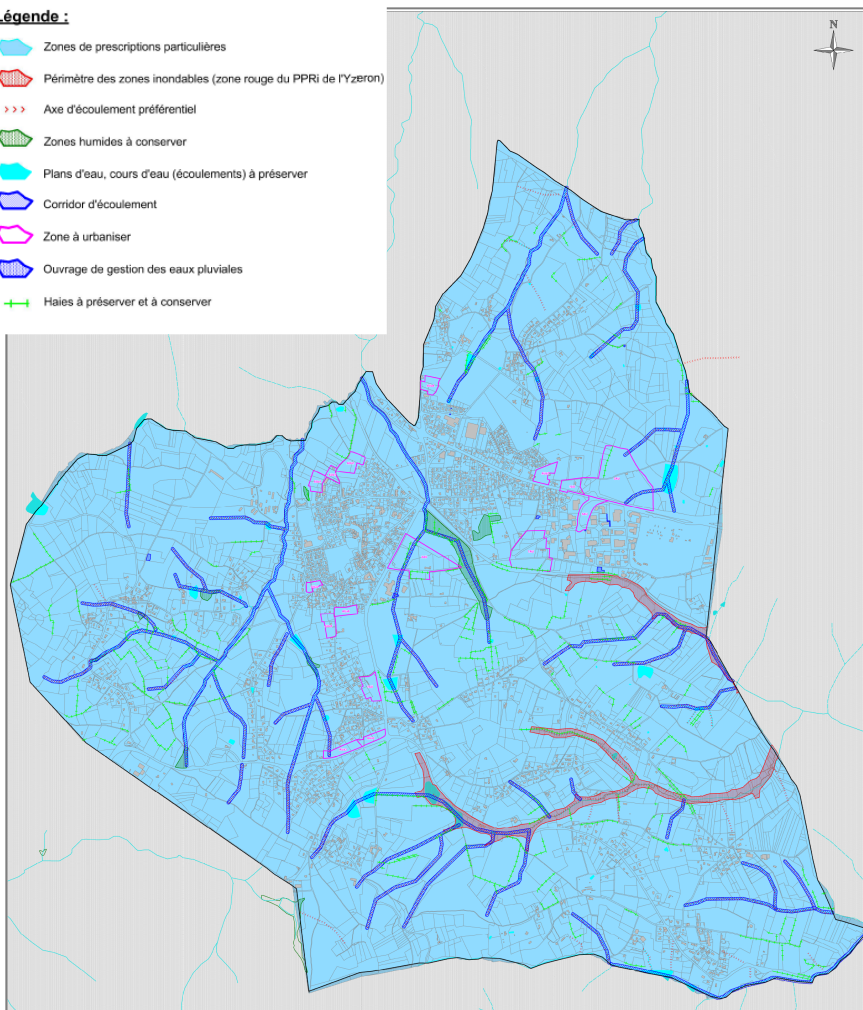 Légende :
Zones de prescriptions particulières
Périmètre des zones inondables (zone rouge du PPRi de l'Yzeron)
Axe d'écoulement préférentiel
Zones humides à conserver
Plans d'eau, cours d'eau (écoulements) à préserver
Corridor d'écoulement
Zone à urbaniser
Ouvrage de gestion des eaux pluviales
Haies à préserver et à conserver
N